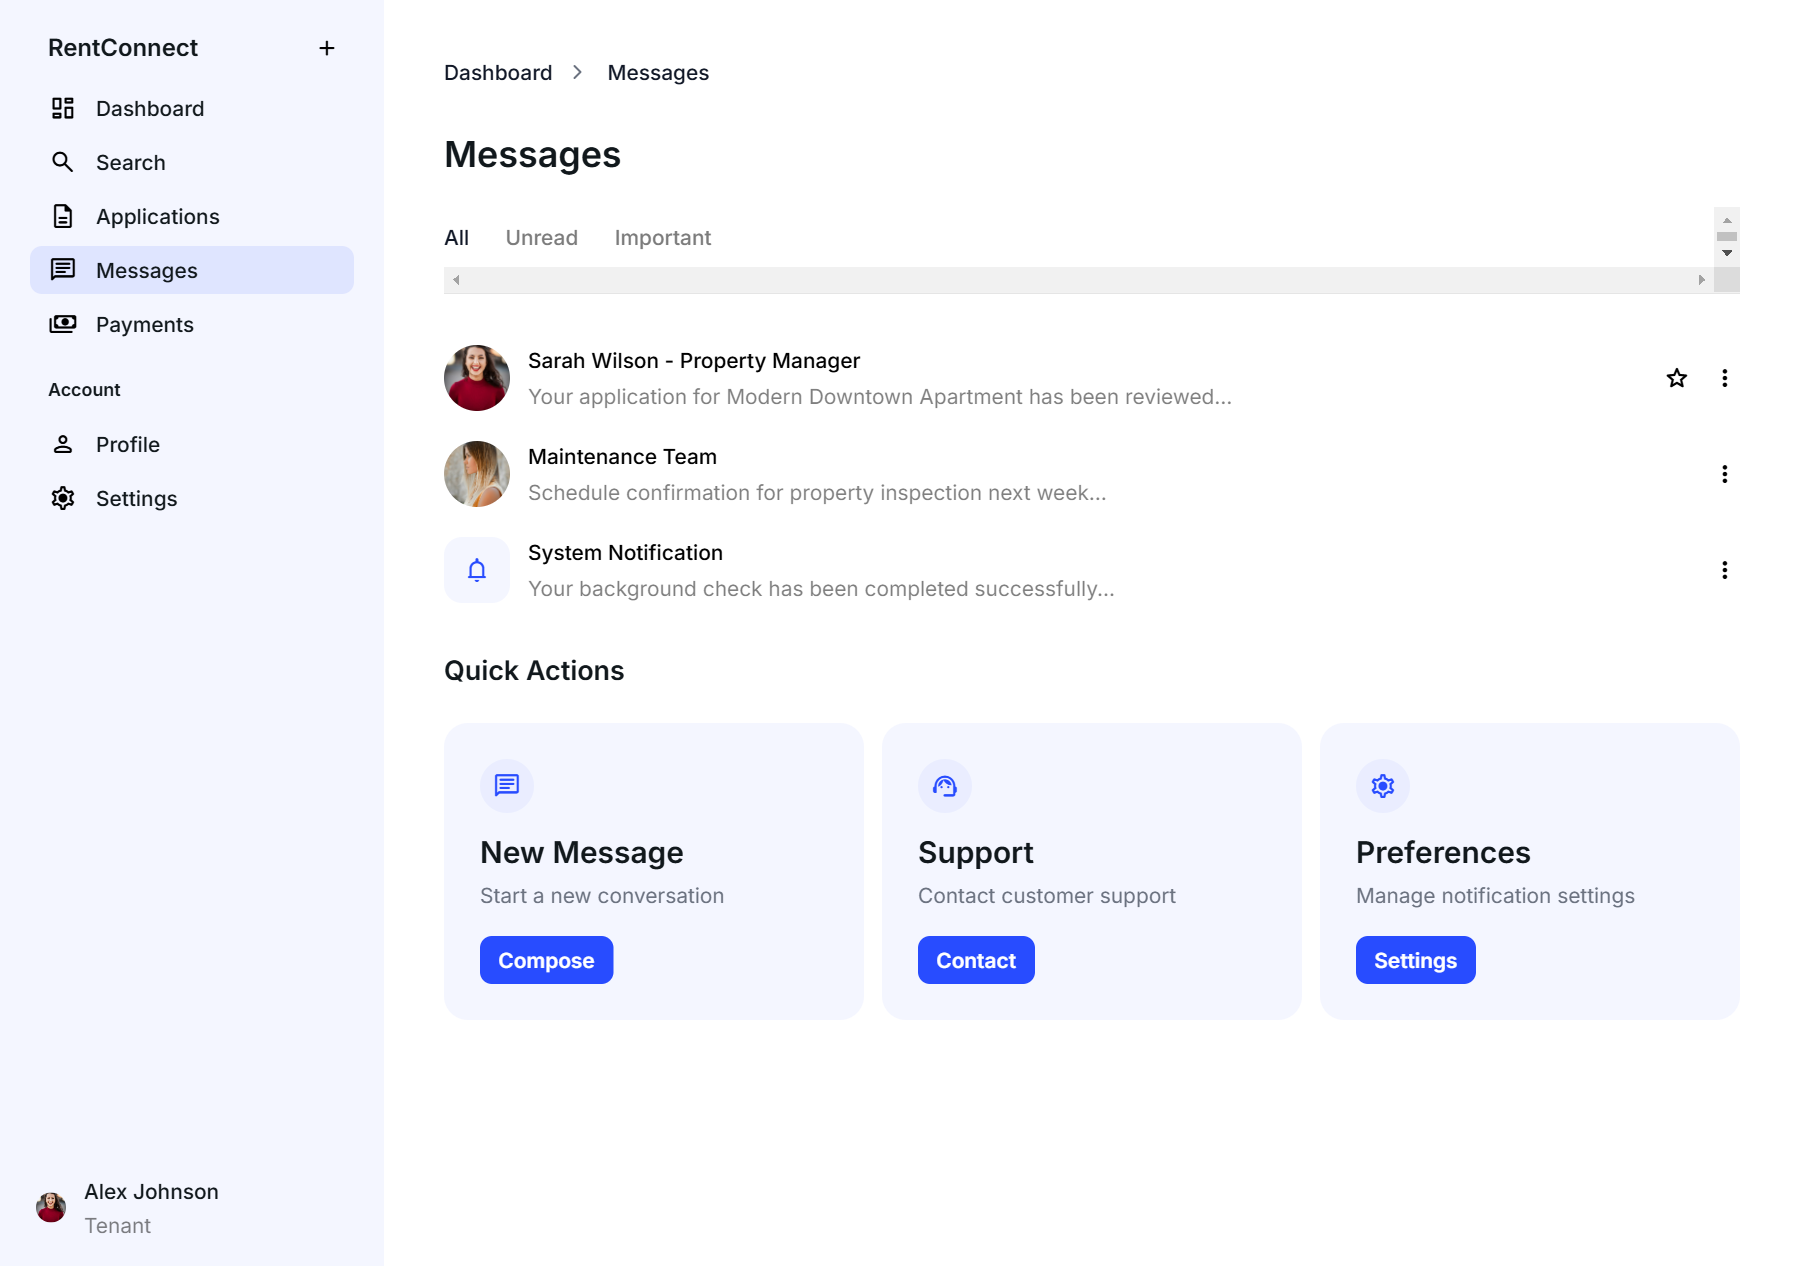 RentConnect
Dashboard
Search
Applications
Messages
Payments
Account
Profile
Settings
Alex Johnson
Tenant
Dashboard Messages
Messages
All Unread Important
Sarah Wilson - Property Manager
Your application for Modern Downtown Apartment has been reviewed...
Maintenance Team
Schedule confirmation for property inspection next week...
System Notification
Your background check has been completed successfully...
Quick Actions
New Message
Start a new conversation
Compose
Support
Contact customer support
Contact
Preferences
Manage notification settings
Settings